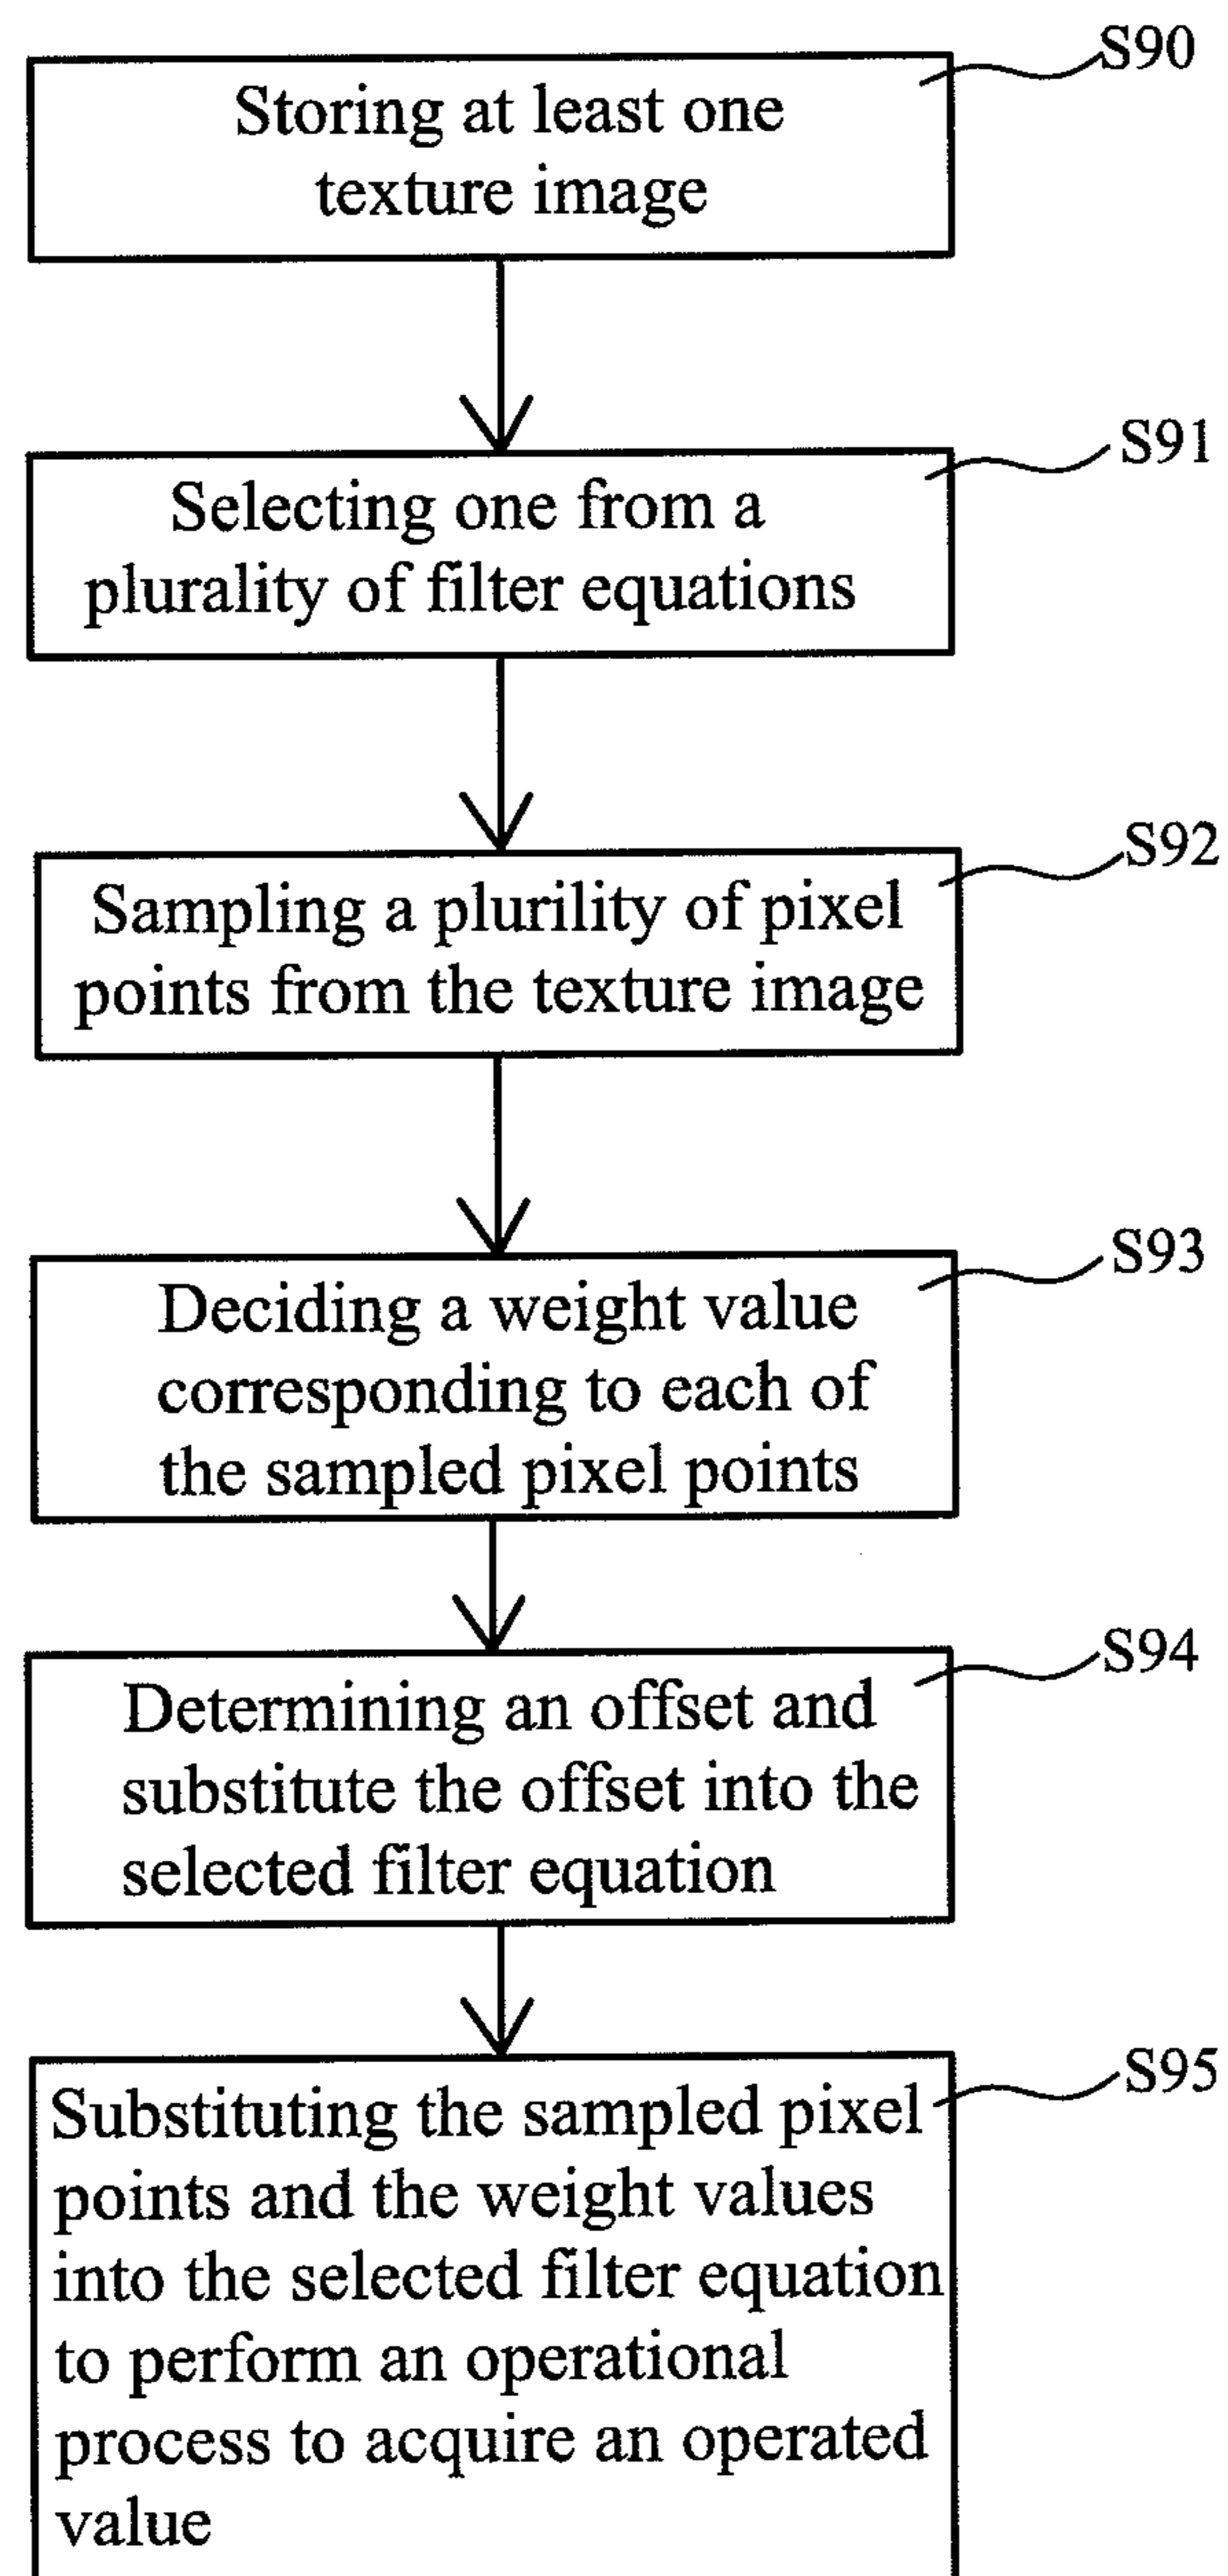 S90
Storing at least one
texture image
S91
Selecting one from a
plurality of filter equations
S92
Sampling a plurility of pixel
points from the texture image
S93
Deciding a weight value
corresponding to each of
the sampled pixel points
S94
Determining an offset and
substitute the offset into the
selected filter equation
S95
Substituting the sampled pixel
points and the weight values
into the selected filter equation
to perform an operational
process to acquire an operated
value